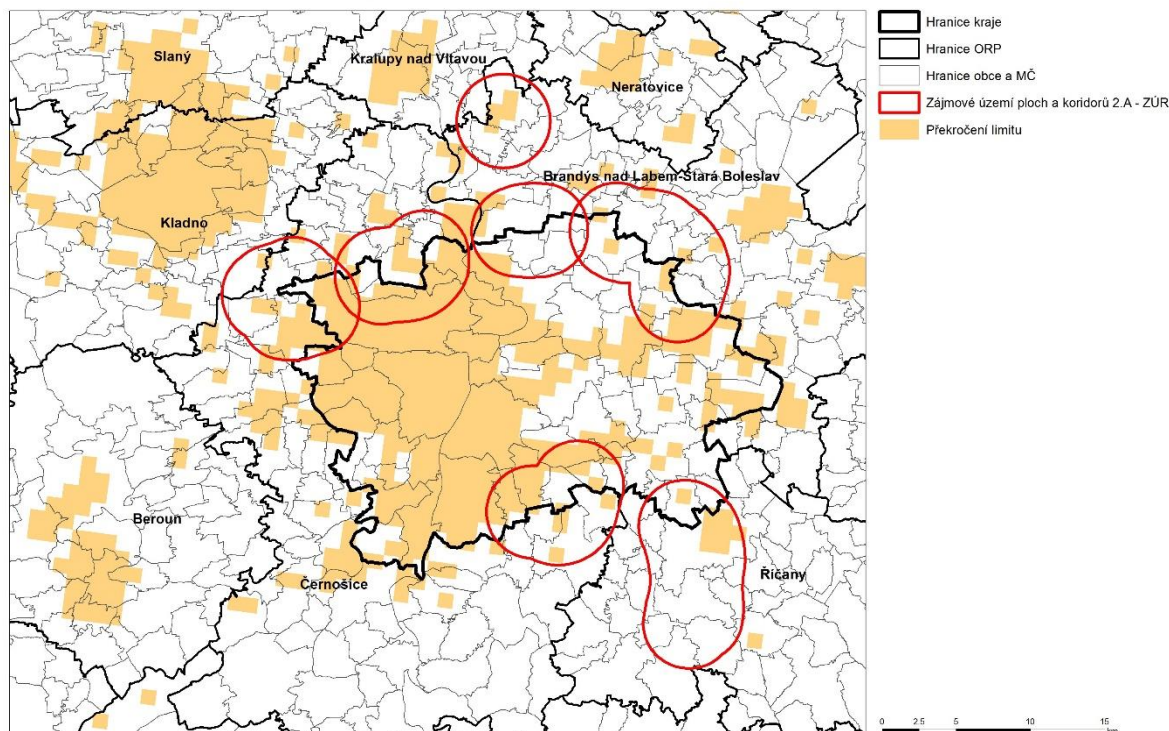 Slaný
Kralupy nad Vltavou
Neratovice
Brandýs nad Labem-Stará Boleslav
Kladno
Beroun
Černošice
Říčany
Hranice kraje
Hranice ORP
Hranice obce a MČ
Zájmové území ploch a koridorů 2.A - ZÚR
Překročení limitu
0 2.5 5 10 15
km